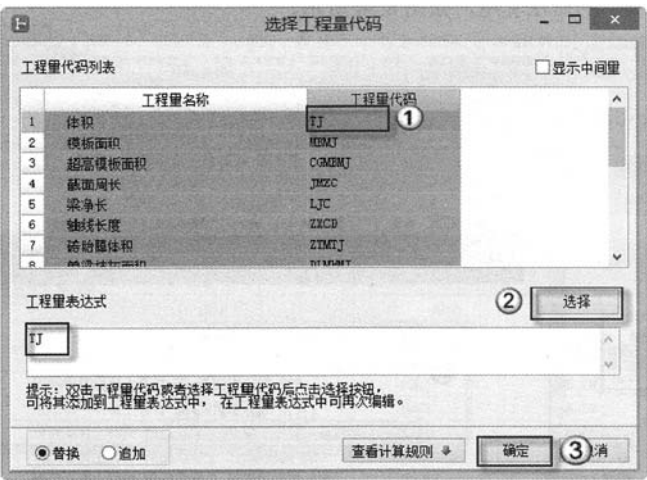 选择工程量代码
工程量代码列表
显示中间量
工程量名称 工程量代码
1 体积 TJ ①
2 模板面积 MBMJ
3 超高模板面积 CGMBMJ
4 截面周长 JMZC
5 梁净长 LJC
6 轴线长度 ZXCD
7 砖胎膜体积 ZTMTJ
8
工程量表达式
② 选择
TJ
提示: 双击工程量代码或者选择工程量代码后点击选择按钮,
可将其添加到工程量表达式中, 在工程量表达式中可再次编辑。
替换 追加 查看计算规则 确定 ③ 消